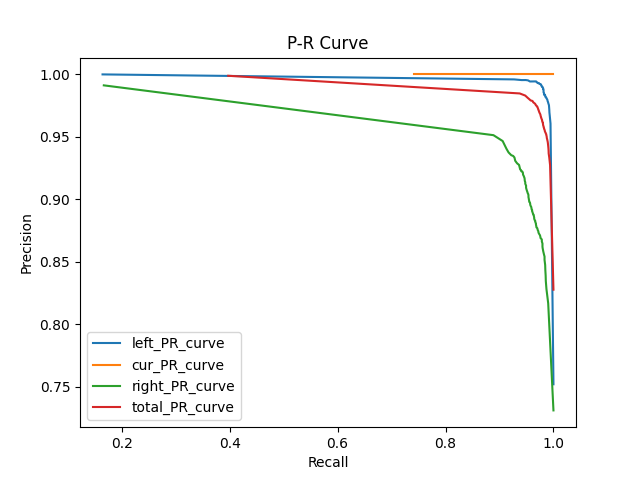 P-R Curve
1.00
0.95
0.90
0.85
0.80
0.75
Precision
left_PR_curve
cur_PR_curve
right_PR_curve
total_PR_curve
0.2 0.4 0.6 0.8 1.0
Recall